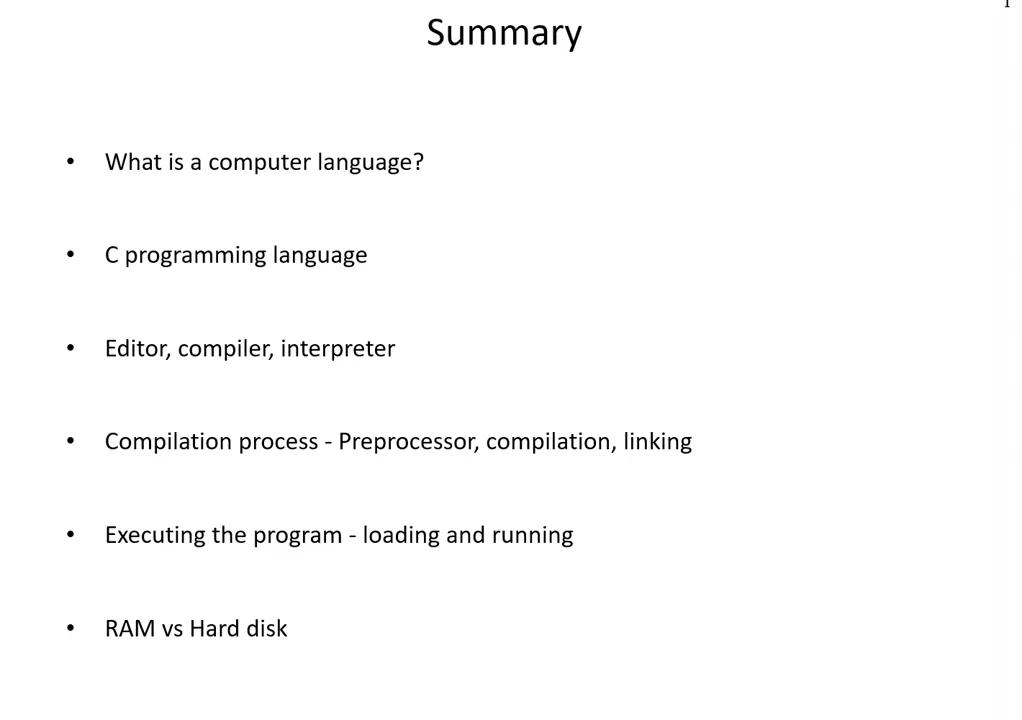 Summary
• What is a computer language?
• C programming language
• Editor, compiler, interpreter
• Compilation process - Preprocessor, compilation, linking
• Executing the program - loading and running
• RAM vs Hard disk